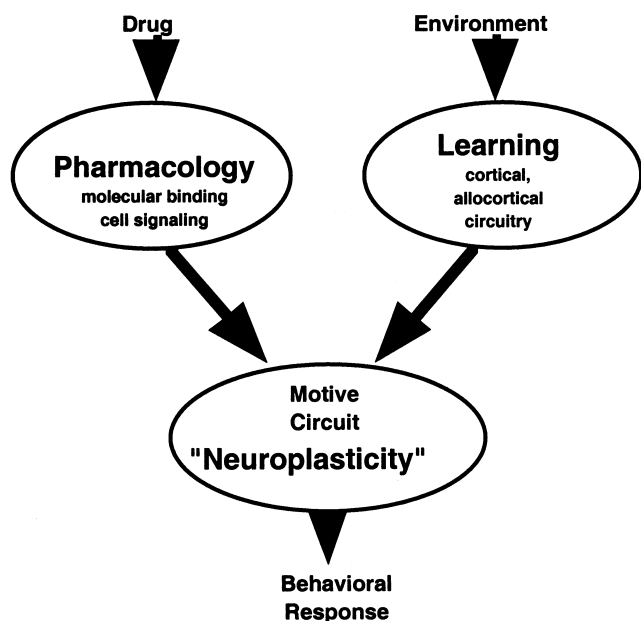 Drug
Environment
Pharmacology
molecular binding
cell signaling
Learning
cortical,
allocortical
circuitry
Motive
Circuit
"Neuroplasticity"
Behavioral
Response